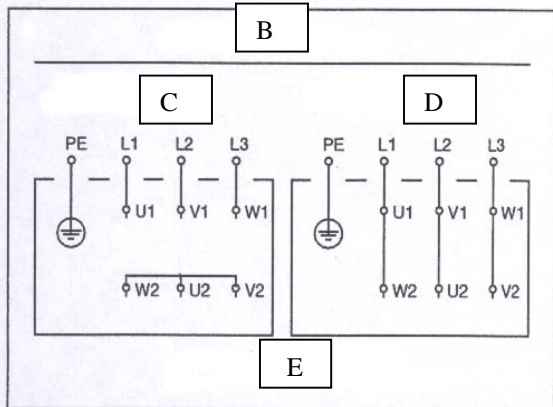 B
C D
PE L1 L2 L3 PE L1 L2 L3
U1 V1 W1 U1 V1 W1
W2 U2 V2 W2 U2 V2
E